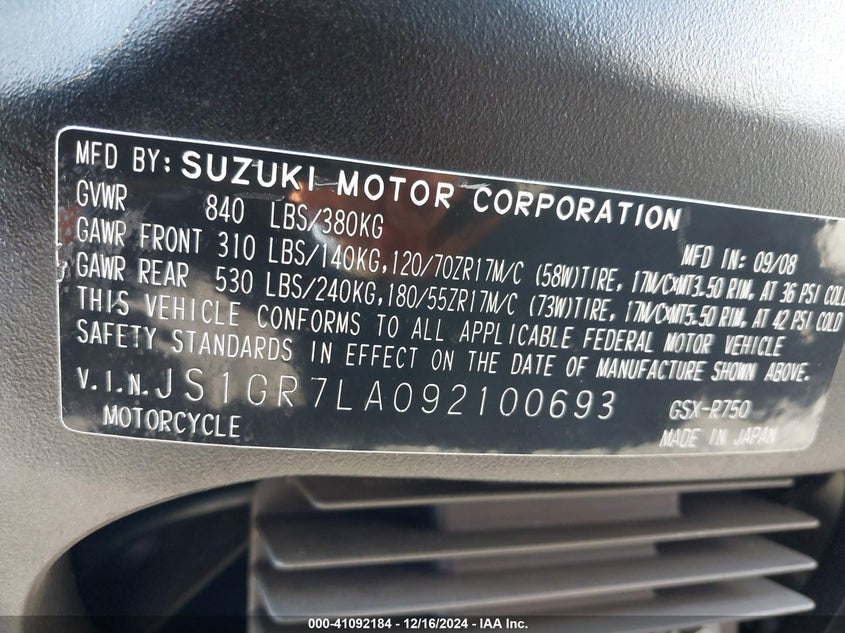 MFD BY: SUZUKI MOTOR CORPORATION
GVWR 840 LBS/380KG MFD IN: 09/08
GAWR FRONT 310 LBS/140KG,120/70ZR17M/C (58W)TIRE, 17M/C×MT3.50 RIM, AT 36 PSI COLD
GAWR REAR 530 LBS/240KG,180/55ZR17M/C (73W)TIRE, 17M/C×MT5.50 RIM, AT 42 PSI COLD
THIS VEHICLE CONFORMS TO ALL APPLICABLE FEDERAL MOTOR VEHICLE
SAFETY STANDARDS IN EFFECT ON THE DATE OF MANUFACTURE SHOWN ABOVE.
V.I.N. JS1GR7LA092100693 GSX-R750
MOTORCYCLE MADE IN JAPAN
000-41092184 - 12/16/2024 - IAA Inc.